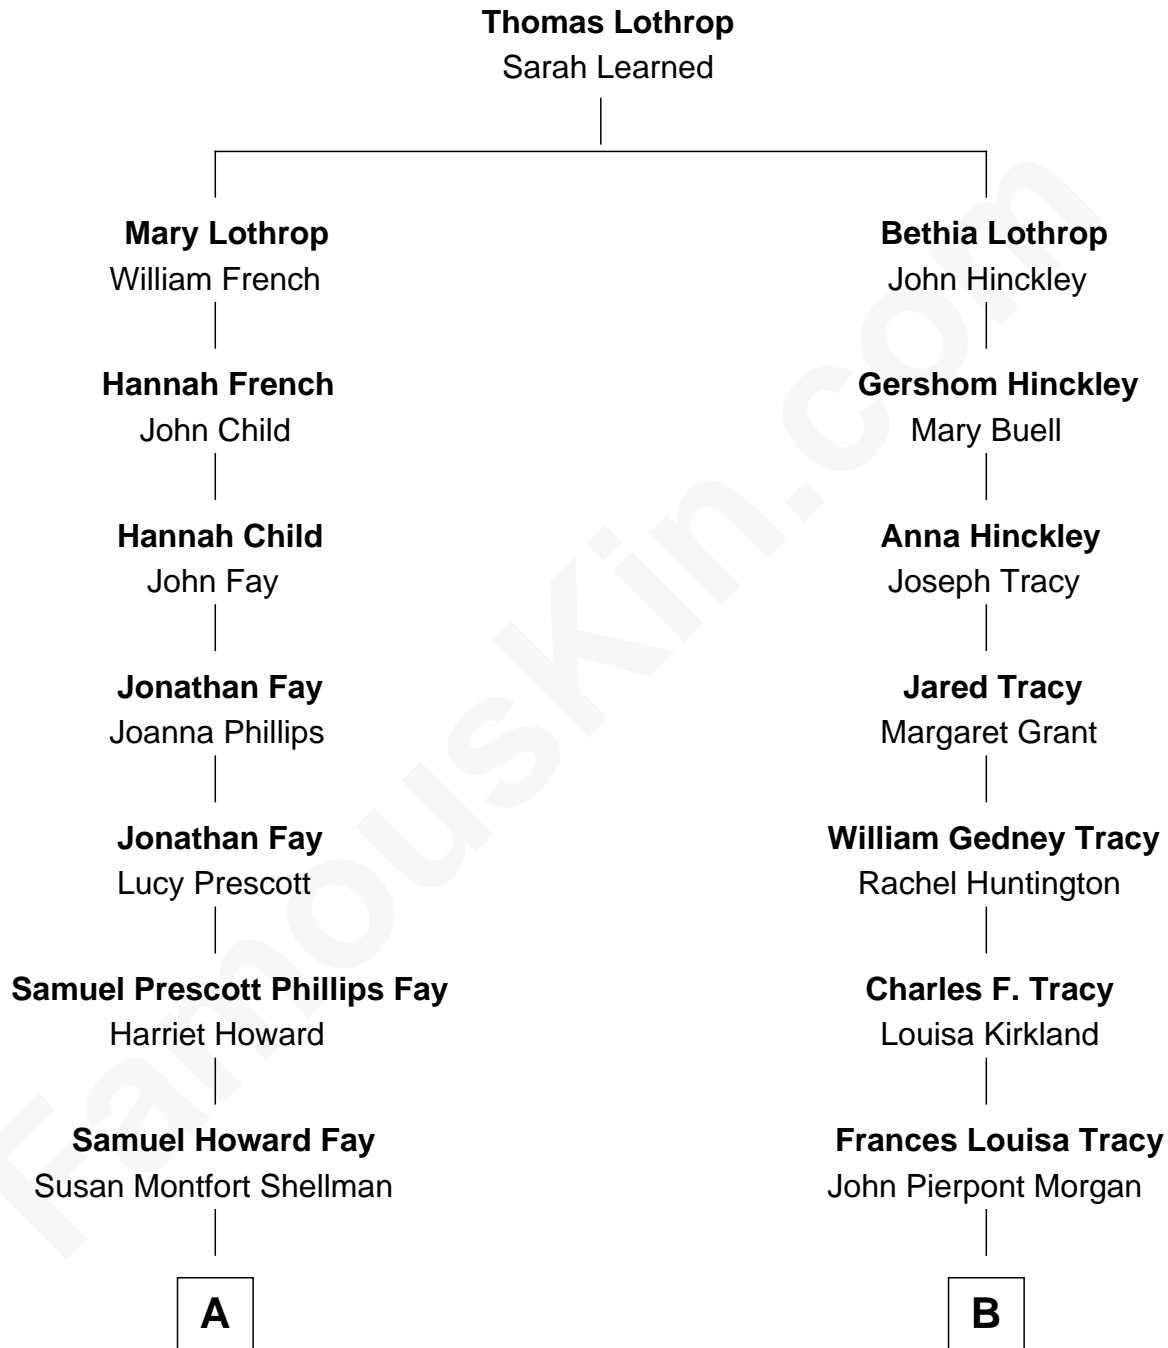 Thomas Lothrop
Sarah Learned
Mary Lothrop
William French
Hannah French
John Child
Hannah Child
John Fay
Jonathan Fay
Joanna Phillips
Jonathan Fay
Lucy Prescott
Samuel Prescott Phillips Fay
Harriet Howard
Samuel Howard Fay
Susan Montfort Shellman
A
Bethia Lothrop
John Hinckley
Gershom Hinckley
Mary Buell
Anna Hinckley
Joseph Tracy
Jared Tracy
Margaret Grant
William Gedney Tracy
Rachel Huntington
Charles F. Tracy
Louisa Kirkland
Frances Louisa Tracy
John Pierpont Morgan
B
FamousKin.com